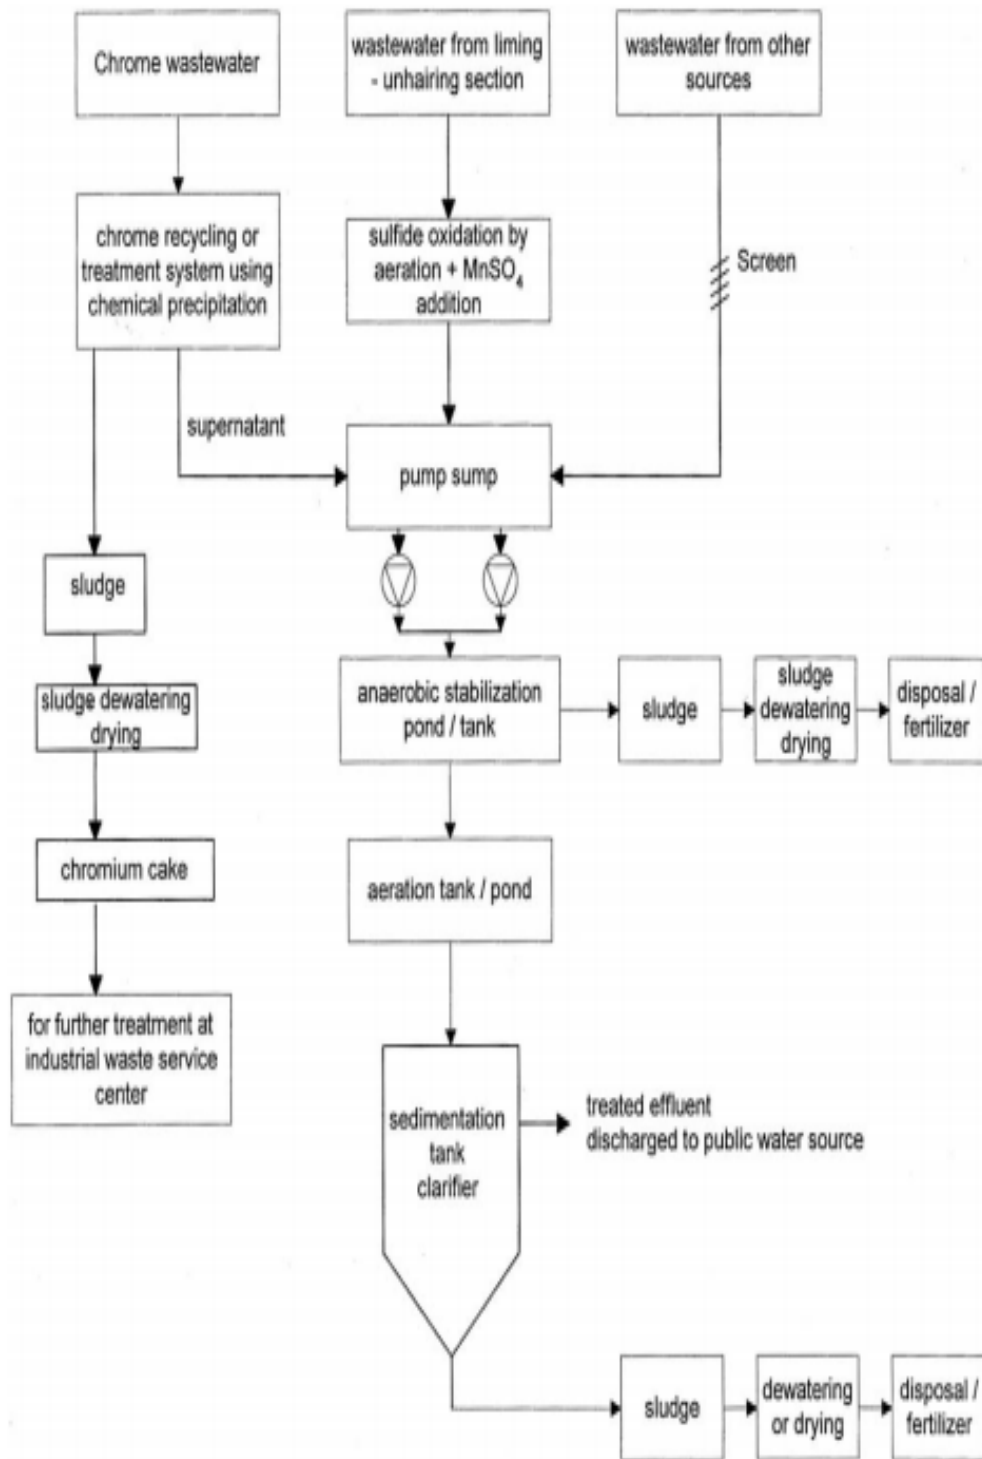 Chrome wastewater
wastewater from liming
- unhairing section
wastewater from other
sources
chrome recycling or
treatment system using
chemical precipitation
sulfide oxidation by
aeration + MnSO₄
addition
Screen
supernatant
pump sump
sludge
sludge dewatering
drying
anaerobic stabilization
pond / tank
sludge
sludge
dewatering
drying
disposal /
fertilizer
chromium cake
aeration tank / pond
for further treatment at
industrial waste service
center
sedimentation
tank
clarifier
treated effluent
discharged to public water source
sludge
dewatering
or drying
disposal /
fertilizer